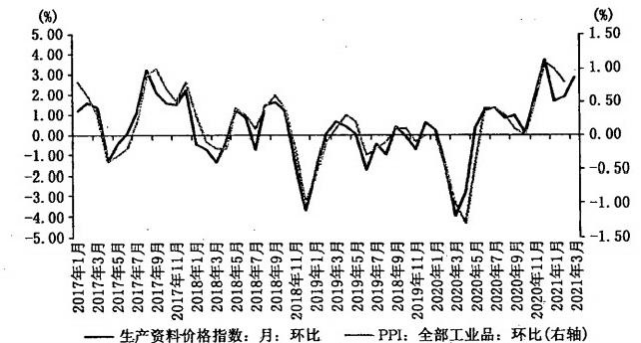 (%)
(%)
5.00
4.00
3.00
2.00
1.00
0.00
-1.00
-2.00
-3.00
-4.00
-5.00
1.50
1.00
0.50
0.00
-0.50
-1.00
-1.50
2017年1月
2017年3月
2017年5月
2017年7月
2017年9月
2017年11月
2018年1月
2018年3月
2018年5月
2018年7月
2018年9月
2018年11月
2019年1月
2019年3月
2019年5月
2019年7月
2019年9月
2019年11月
2020年1月
2020年3月
2020年5月
2020年7月
2020年9月
2020年11月
2021年1月
2021年3月
生产资料价格指数：月：环比
PPI：全部工业品：环比(右轴)